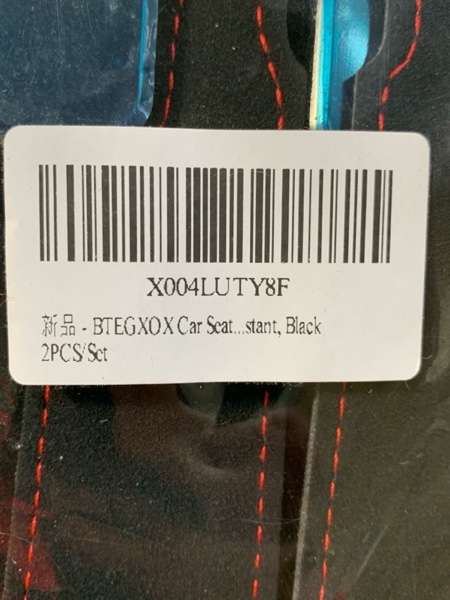 X004LUTY8F
新品 - BTEGXOX Car Seat...stant, Black
2PCS/Set